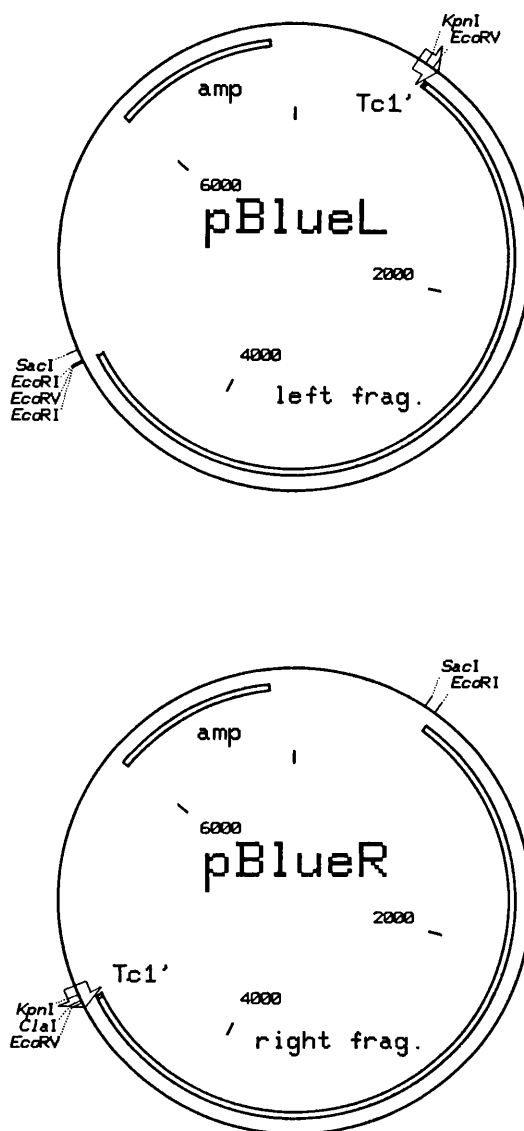 KpnI
EcoRV
amp
Tc1'
6000
pBlueL
2000
4000
SacI
EcoRI
EcoRV
EcoRI
left frag.
SacI
EcoRI
amp
6000
pBlueR
2000
Tc1'
4000
KpnI
ClaI
EcoRV
right frag.